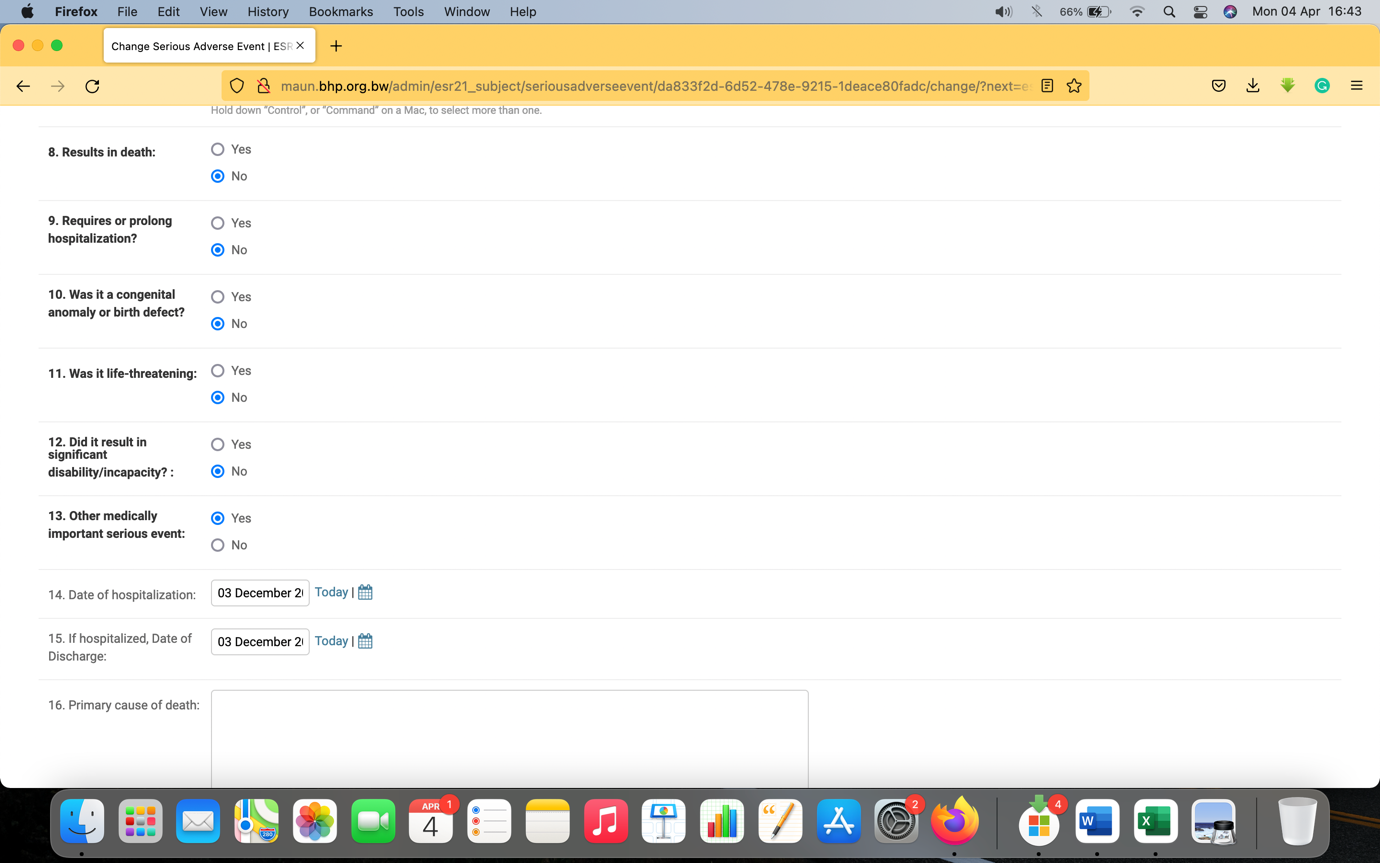 Firefox File Edit View History Bookmarks Tools Window Help 66% Mon 04 Apr 16:43
Change Serious Adverse Event | ESR
maun.bhp.org.bw/admin/esr21_subject/seriousadverseevent/da833f2d-6d52-478e-9215-1deace80fadc/change/?next=e
Hold down "Control", or "Command" on a Mac, to select more than one.
8. Results in death:
Yes
No
9. Requires or prolong
hospitalization?
Yes
No
10. Was it a congenital
anomaly or birth defect?
Yes
No
11. Was it life-threatening:
Yes
No
12. Did it result in
significant
disability/incapacity? :
Yes
No
13. Other medically
important serious event:
Yes
No
14. Date of hospitalization: 03 December 20 Today |
15. If hospitalized, Date of
Discharge:
03 December 20 Today |
16. Primary cause of death:
APR 1
4
280
2
4
W
X